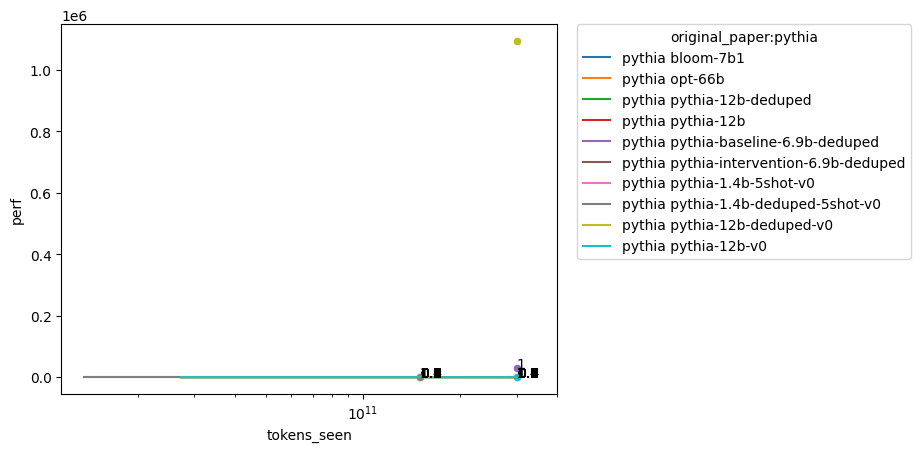 1e6
original_paper:pythia
pythia bloom-7b1
pythia opt-66b
pythia pythia-12b-deduped
pythia pythia-12b
pythia pythia-baseline-6.9b-deduped
pythia pythia-intervention-6.9b-deduped
pythia pythia-1.4b-5shot-v0
pythia pythia-1.4b-deduped-5shot-v0
pythia pythia-12b-deduped-v0
pythia pythia-12b-v0
perf
1.0
0.8
0.6
0.4
0.2
0.0
1
10^11
tokens_seen